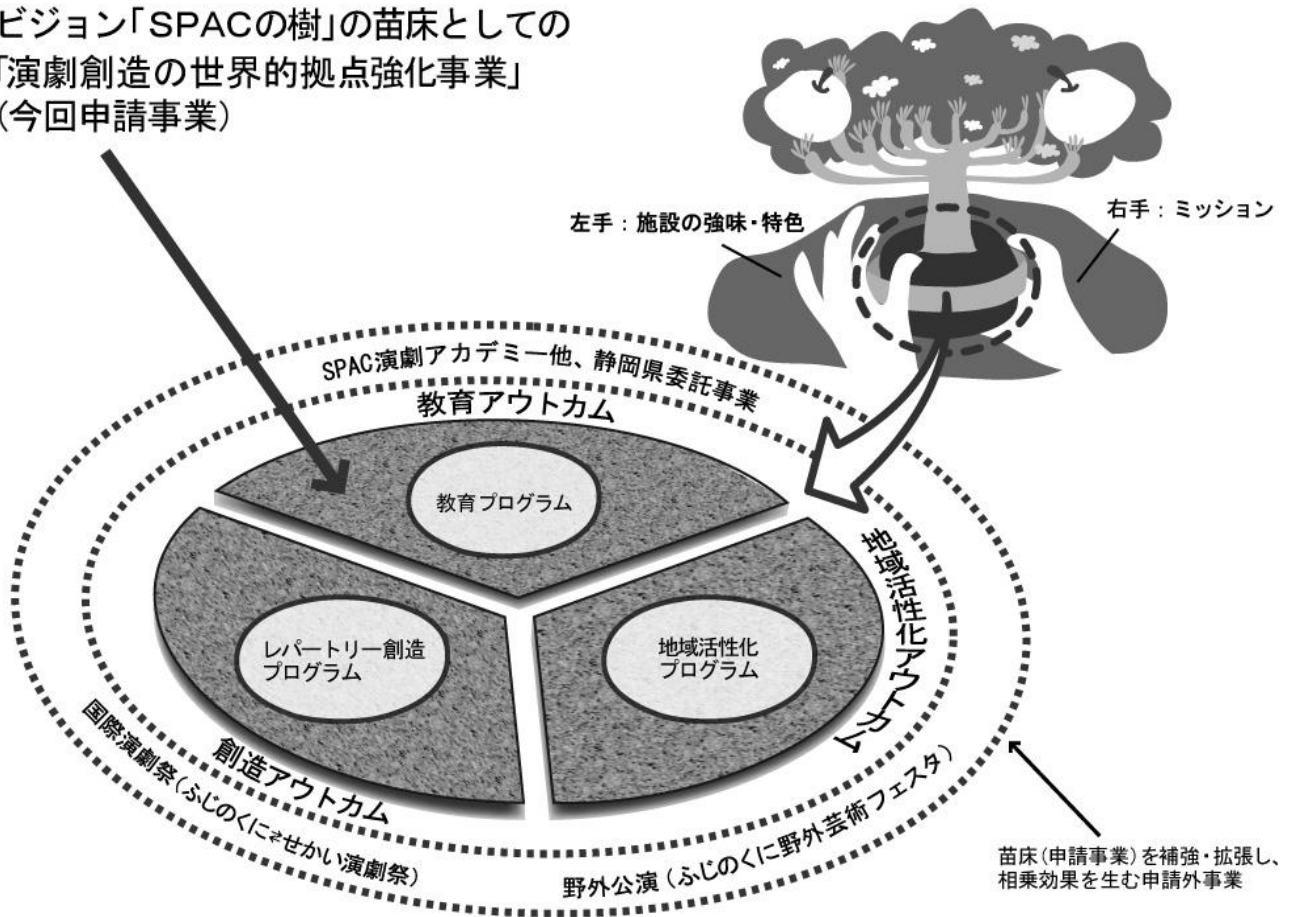 ビジョン「SPACの樹」の苗床としての
「演劇創造の世界的拠点強化事業」
(今回申請事業)
左手：施設の強味・特色
右手：ミッション
SPAC演劇アカデミー他、静岡県委託事業
教育アウトカム
教育プログラム
地域活性化アウトカム
レパートリー創造
プログラム
地域活性化
プログラム
創造アウトカム
国際演劇祭(ふじのくに⇄せかい演劇祭)
野外公演(ふじのくに野外芸術フェスタ)
苗床(申請事業)を補強・拡張し、
相乗効果を生む申請外事業